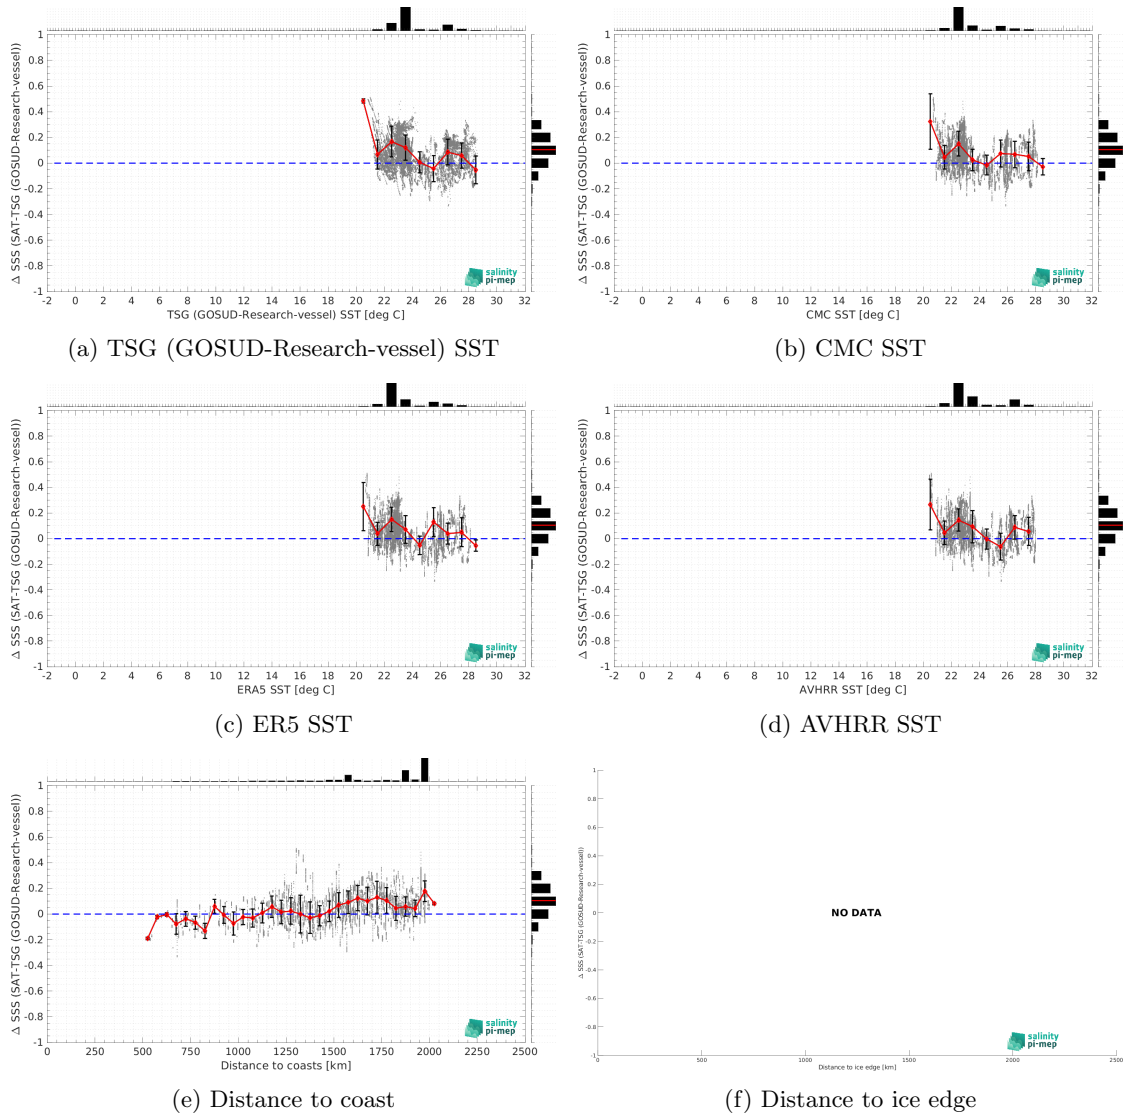 Δ SSS (SAT-TSG (GOSUD-Research-vessel))
1
0.8
0.6
0.4
0.2
0
-0.2
-0.4
-0.6
-0.8
-1
-2 0 2 4 6 8 10 12 14 16 18 20 22 24 26 28 30 32
TSG (GOSUD-Research-vessel) SST [deg C]
salinity
pi-mep
(a) TSG (GOSUD-Research-vessel) SST
Δ SSS (SAT-TSG (GOSUD-Research-vessel))
1
0.8
0.6
0.4
0.2
0
-0.2
-0.4
-0.6
-0.8
-1
-2 0 2 4 6 8 10 12 14 16 18 20 22 24 26 28 30 32
CMC SST [deg C]
salinity
pi-mep
(b) CMC SST
Δ SSS (SAT-TSG (GOSUD-Research-vessel))
1
0.8
0.6
0.4
0.2
0
-0.2
-0.4
-0.6
-0.8
-1
-2 0 2 4 6 8 10 12 14 16 18 20 22 24 26 28 30 32
ERA5 SST [deg C]
salinity
pi-mep
(c) ER5 SST
Δ SSS (SAT-TSG (GOSUD-Research-vessel))
1
0.8
0.6
0.4
0.2
0
-0.2
-0.4
-0.6
-0.8
-1
-2 0 2 4 6 8 10 12 14 16 18 20 22 24 26 28 30 32
AVHRR SST [deg C]
salinity
pi-mep
(d) AVHRR SST
Δ SSS (SAT-TSG (GOSUD-Research-vessel))
1
0.8
0.6
0.4
0.2
0
-0.2
-0.4
-0.6
-0.8
-1
0 250 500 750 1000 1250 1500 1750 2000 2250 2500
Distance to coasts [km]
salinity
pi-mep
(e) Distance to coast
Δ SSS (SAT-TSG (GOSUD-Research-vessel))
1
0.8
0.6
0.4
0.2
0
-0.2
-0.4
-0.6
-0.8
-1
NO DATA
0 500 1000 1500 2000 2500
Distance to ice edge [km]
salinity
pi-mep
(f) Distance to ice edge